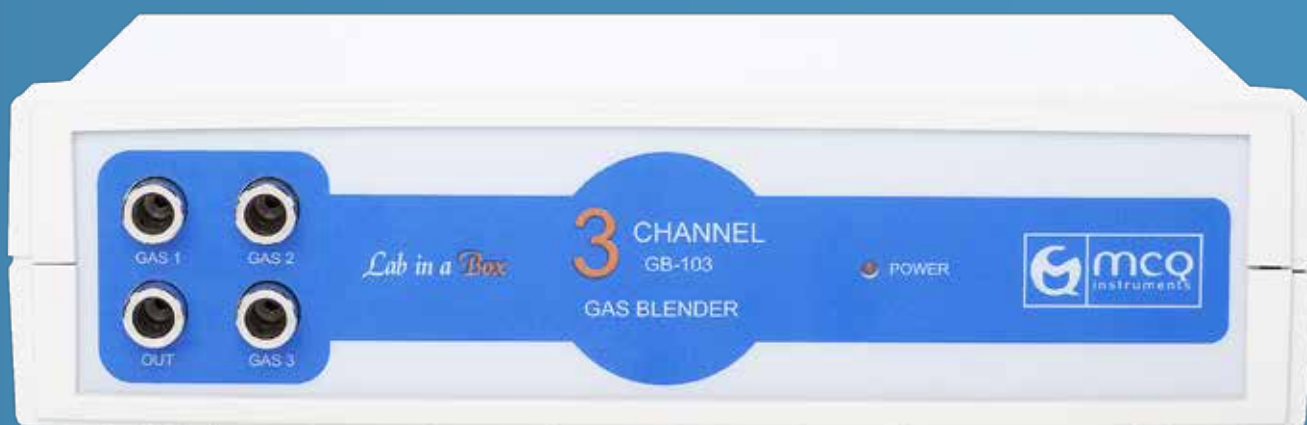 GAS 1 GAS 2
OUT GAS 3
Lab in a Box
3 CHANNEL
GB-103
GAS BLENDER
POWER
mcq
instruments